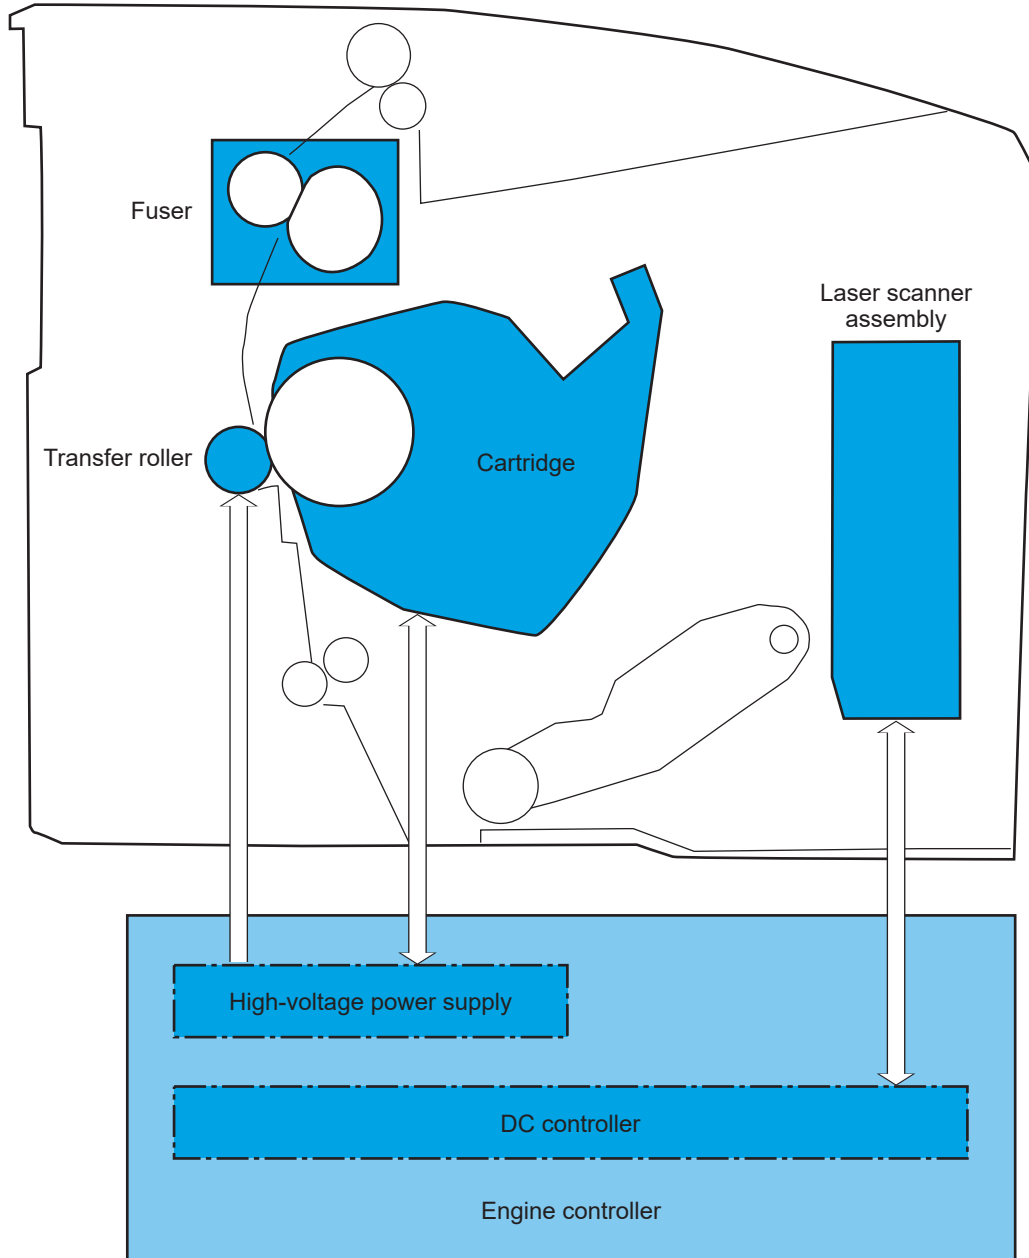 Fuser
Laser scanner
assembly
Transfer roller
Cartridge
High-voltage power supply
DC controller
Engine controller